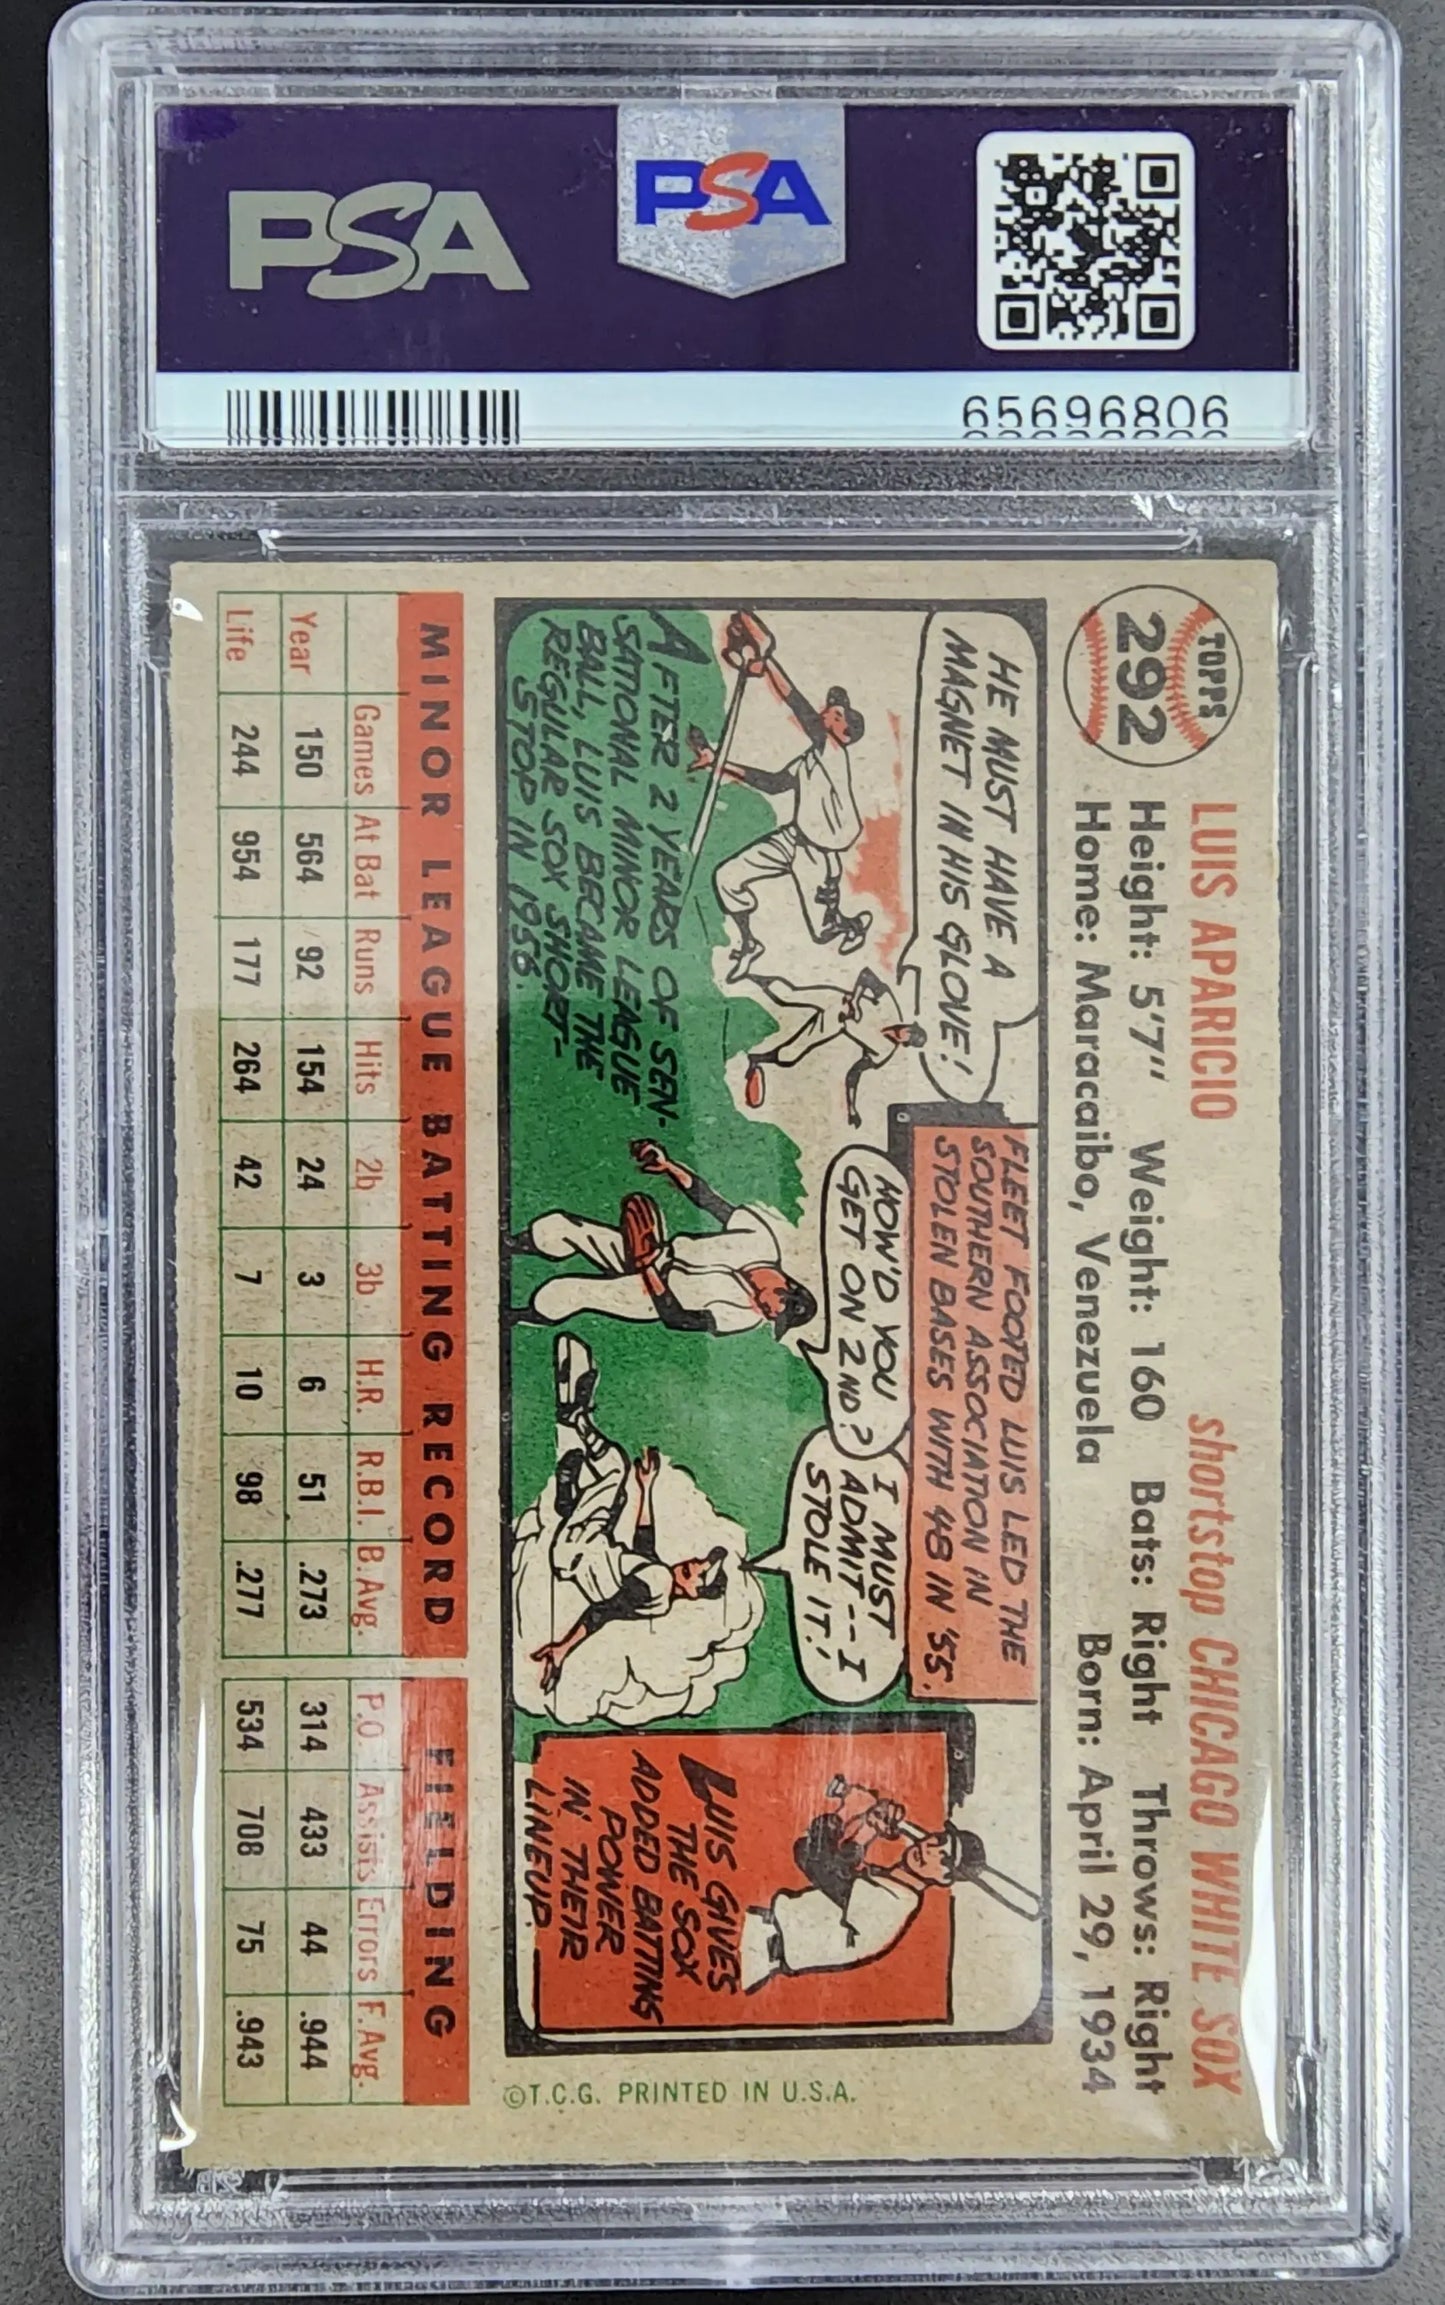 PSA
PSA
65696806
TOPPS
292
LUIS APARICIO shortstop CHICAGO WHITE SOX
Height: 5'7" Weight: 160 Bats: Right Throws: Right
Home: Maracaibo, Venezuela Born: April 29, 1934
HE MUST HAVE A
MAGNET IN HIS GLOVE!
AFTER 2 YEARS OF SEN-
SATIONAL MINOR LEAGUE
BALL, LUIS BECAME THE
REGULAR SOX SHORT-
STOP IN 1956.
FLEET FOOTED LUIS LED THE
SOUTHERN ASSOCIATION IN
STOLEN BASES WITH 48 IN '55.
HOW'D YOU
GET ON 2ND?
I MUST
ADMIT -- I
STOLE IT!
LUIS GIVES
THE SOX
ADDED BATTING
POWER
IN THEIR
LINEUP.
MINOR LEAGUE BATTING RECORD FIELDING
Games At Bat Runs Hits 2b 3b H.R. R.B.I. B.Avg. P.O. Assists Errors F.Avg.
Year 150 564 92 154 24 3 6 51 .273 314 433 44 .944
Life 244 954 177 264 42 7 10 98 .277 534 708 75 .943
©T.C.G. PRINTED IN U.S.A.